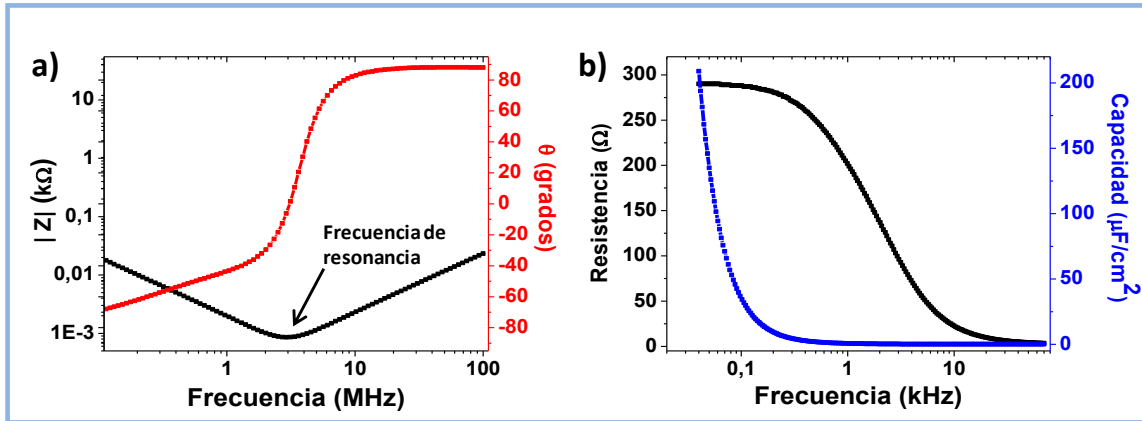 a)
10
1
0,1
0,01
1E-3
| Z| (kΩ)
80
60
40
20
0
-20
-40
-60
-80
θ (grados)
Frecuencia de
resonancia
1
10
100
Frecuencia (MHz)
b)
300
250
200
150
100
50
0
Resistencia (Ω)
200
150
100
50
0
Capacidad (µF/cm²)
0,1
1
10
Frecuencia (kHz)